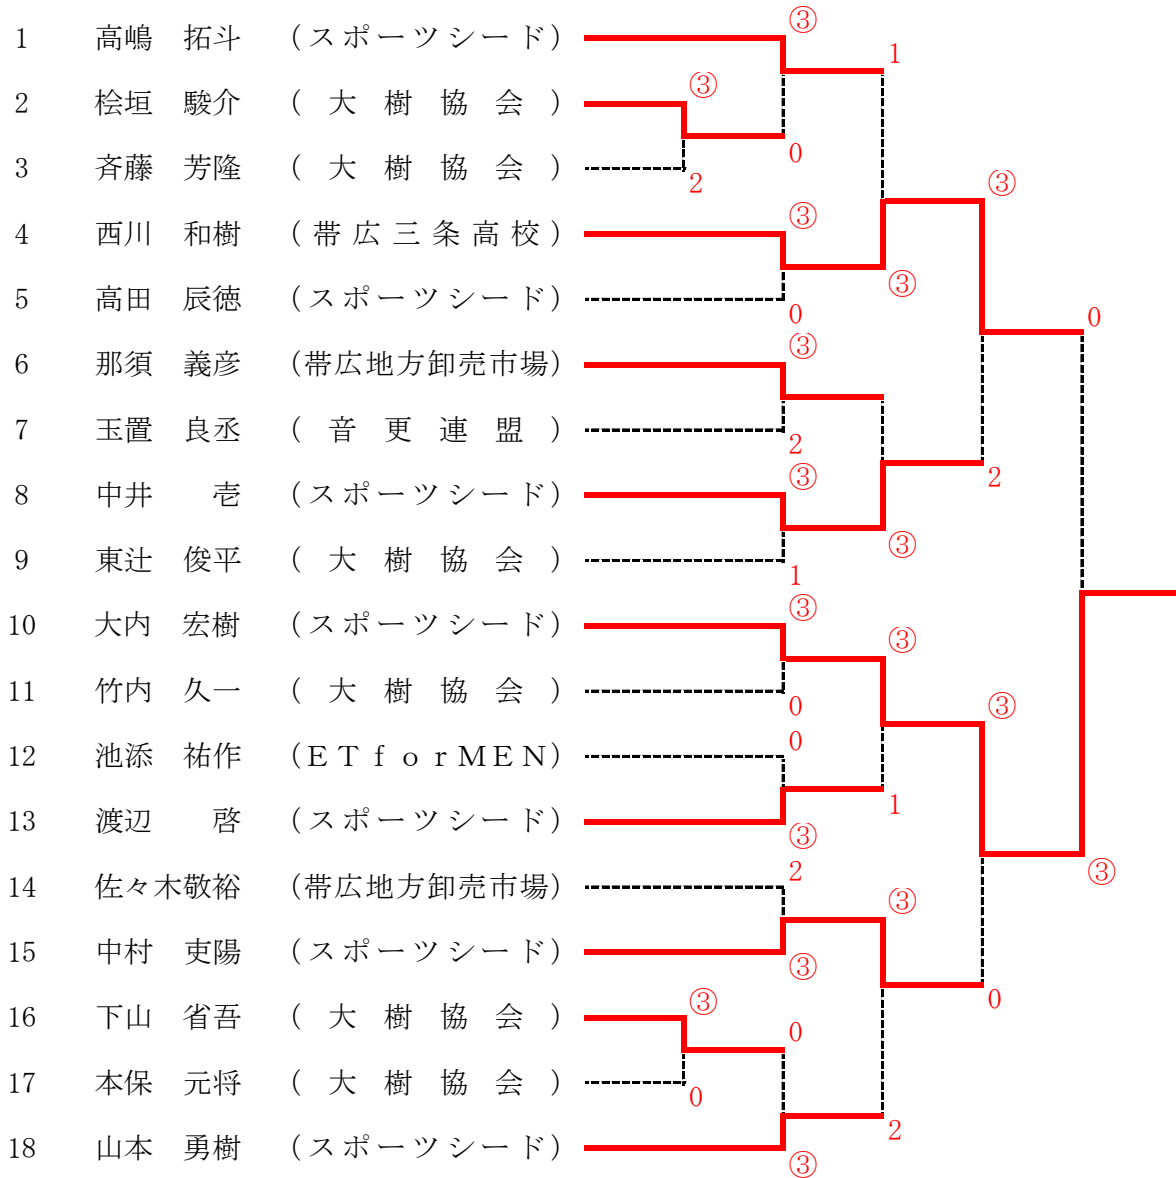 1 高嶋 拓斗 (スポーツシード) ③
1
2 桧垣 駿介 (大樹協会) ③
0
3 斉藤 芳隆 (大樹協会) 2
③
4 西川 和樹 (帯広三条高校) ③
③
5 高田 辰徳 (スポーツシード) 0
0
6 那須 義彦 (帯広地方卸売市場) ③
7 玉置 良丞 (音更連盟) 2
2
8 中井 壱 (スポーツシード) ③
③
9 東辻 俊平 (大樹協会) 1
10 大内 宏樹 (スポーツシード) ③
③
11 竹内 久一 (大樹協会) 0
③
12 池添 祐作 (ETforMEN) 0
1
13 渡辺 啓 (スポーツシード) ③
③
14 佐々木敬裕 (帯広地方卸売市場) 2
③
15 中村 吏陽 (スポーツシード) ③
0
16 下山 省吾 (大樹協会) ③
0
17 本保 元将 (大樹協会) 0
2
18 山本 勇樹 (スポーツシード) ③